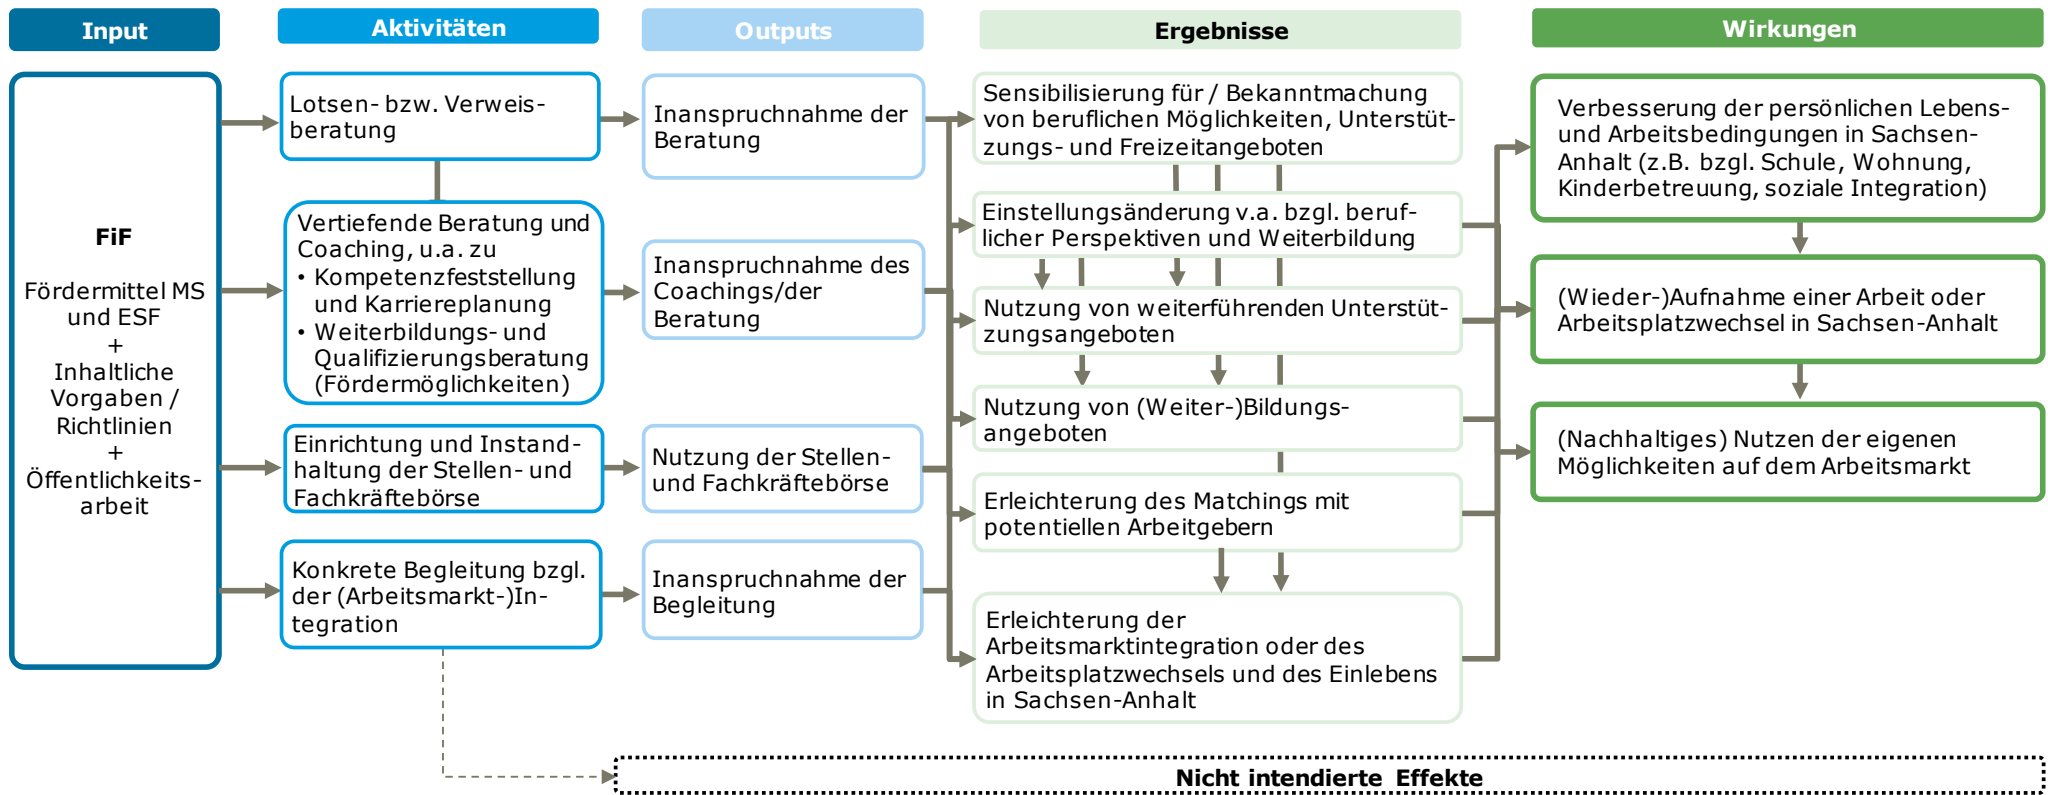 Input
Aktivitäten
Outputs
Ergebnisse
Wirkungen
FiF
Fördermittel MS
und ESF
+
Inhaltliche
Vorgaben /
Richtlinien
+
Öffentlichkeits-
arbeit
Lotsen- bzw. Verweis-
beratung
Vertiefende Beratung und
Coaching, u.a. zu
• Kompetenzfeststellung
und Karriereplanung
• Weiterbildungs- und
Qualifizierungsberatung
(Fördermöglichkeiten)
Einrichtung und Instand-
haltung der Stellen- und
Fachkräftebörse
Konkrete Begleitung bzgl.
der (Arbeitsmarkt-)In-
tegration
Inanspruchnahme der
Beratung
Inanspruchnahme des
Coachings/der
Beratung
Nutzung der Stellen-
und Fachkräftebörse
Inanspruchnahme der
Begleitung
Sensibilisierung für / Bekanntmachung
von beruflichen Möglichkeiten, Unterstüt-
zungs- und Freizeitangeboten
Einstellungsänderung v.a. bzgl. beruf-
licher Perspektiven und Weiterbildung
Nutzung von weiterführenden Unterstüt-
zungsangeboten
Nutzung von (Weiter-)Bildungs-
angeboten
Erleichterung des Matchings mit
potentiellen Arbeitgebern
Erleichterung der
Arbeitsmarktintegration oder des
Arbeitsplatzwechsels und des Einlebens
in Sachsen-Anhalt
Verbesserung der persönlichen Lebens-
und Arbeitsbedingungen in Sachsen-
Anhalt (z.B. bzgl. Schule, Wohnung,
Kinderbetreuung, soziale Integration)
(Wieder-)Aufnahme einer Arbeit oder
Arbeitsplatzwechsel in Sachsen-Anhalt
(Nachhaltiges) Nutzen der eigenen
Möglichkeiten auf dem Arbeitsmarkt
Nicht intendierte Effekte